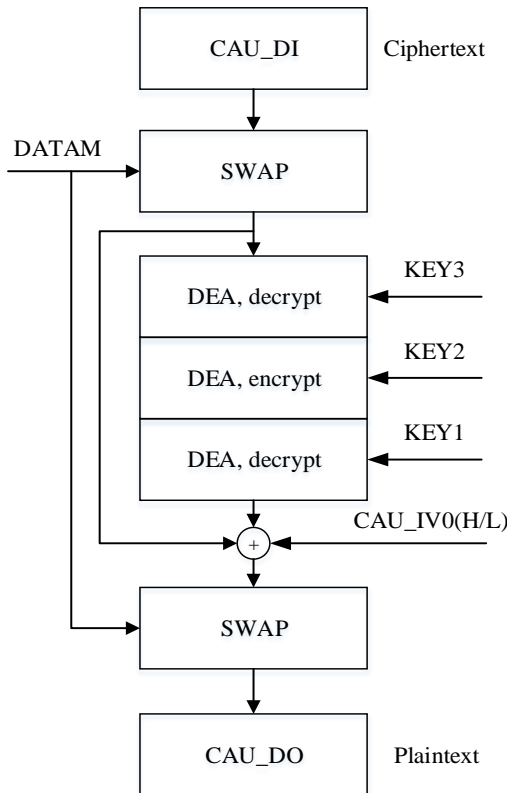 CAU_DI
Ciphertext
DATAM
SWAP
KEY3
DEA, decrypt
KEY2
DEA, encrypt
KEY1
DEA, decrypt
CAU_IV0(H/L)
+
SWAP
CAU_DO
Plaintext